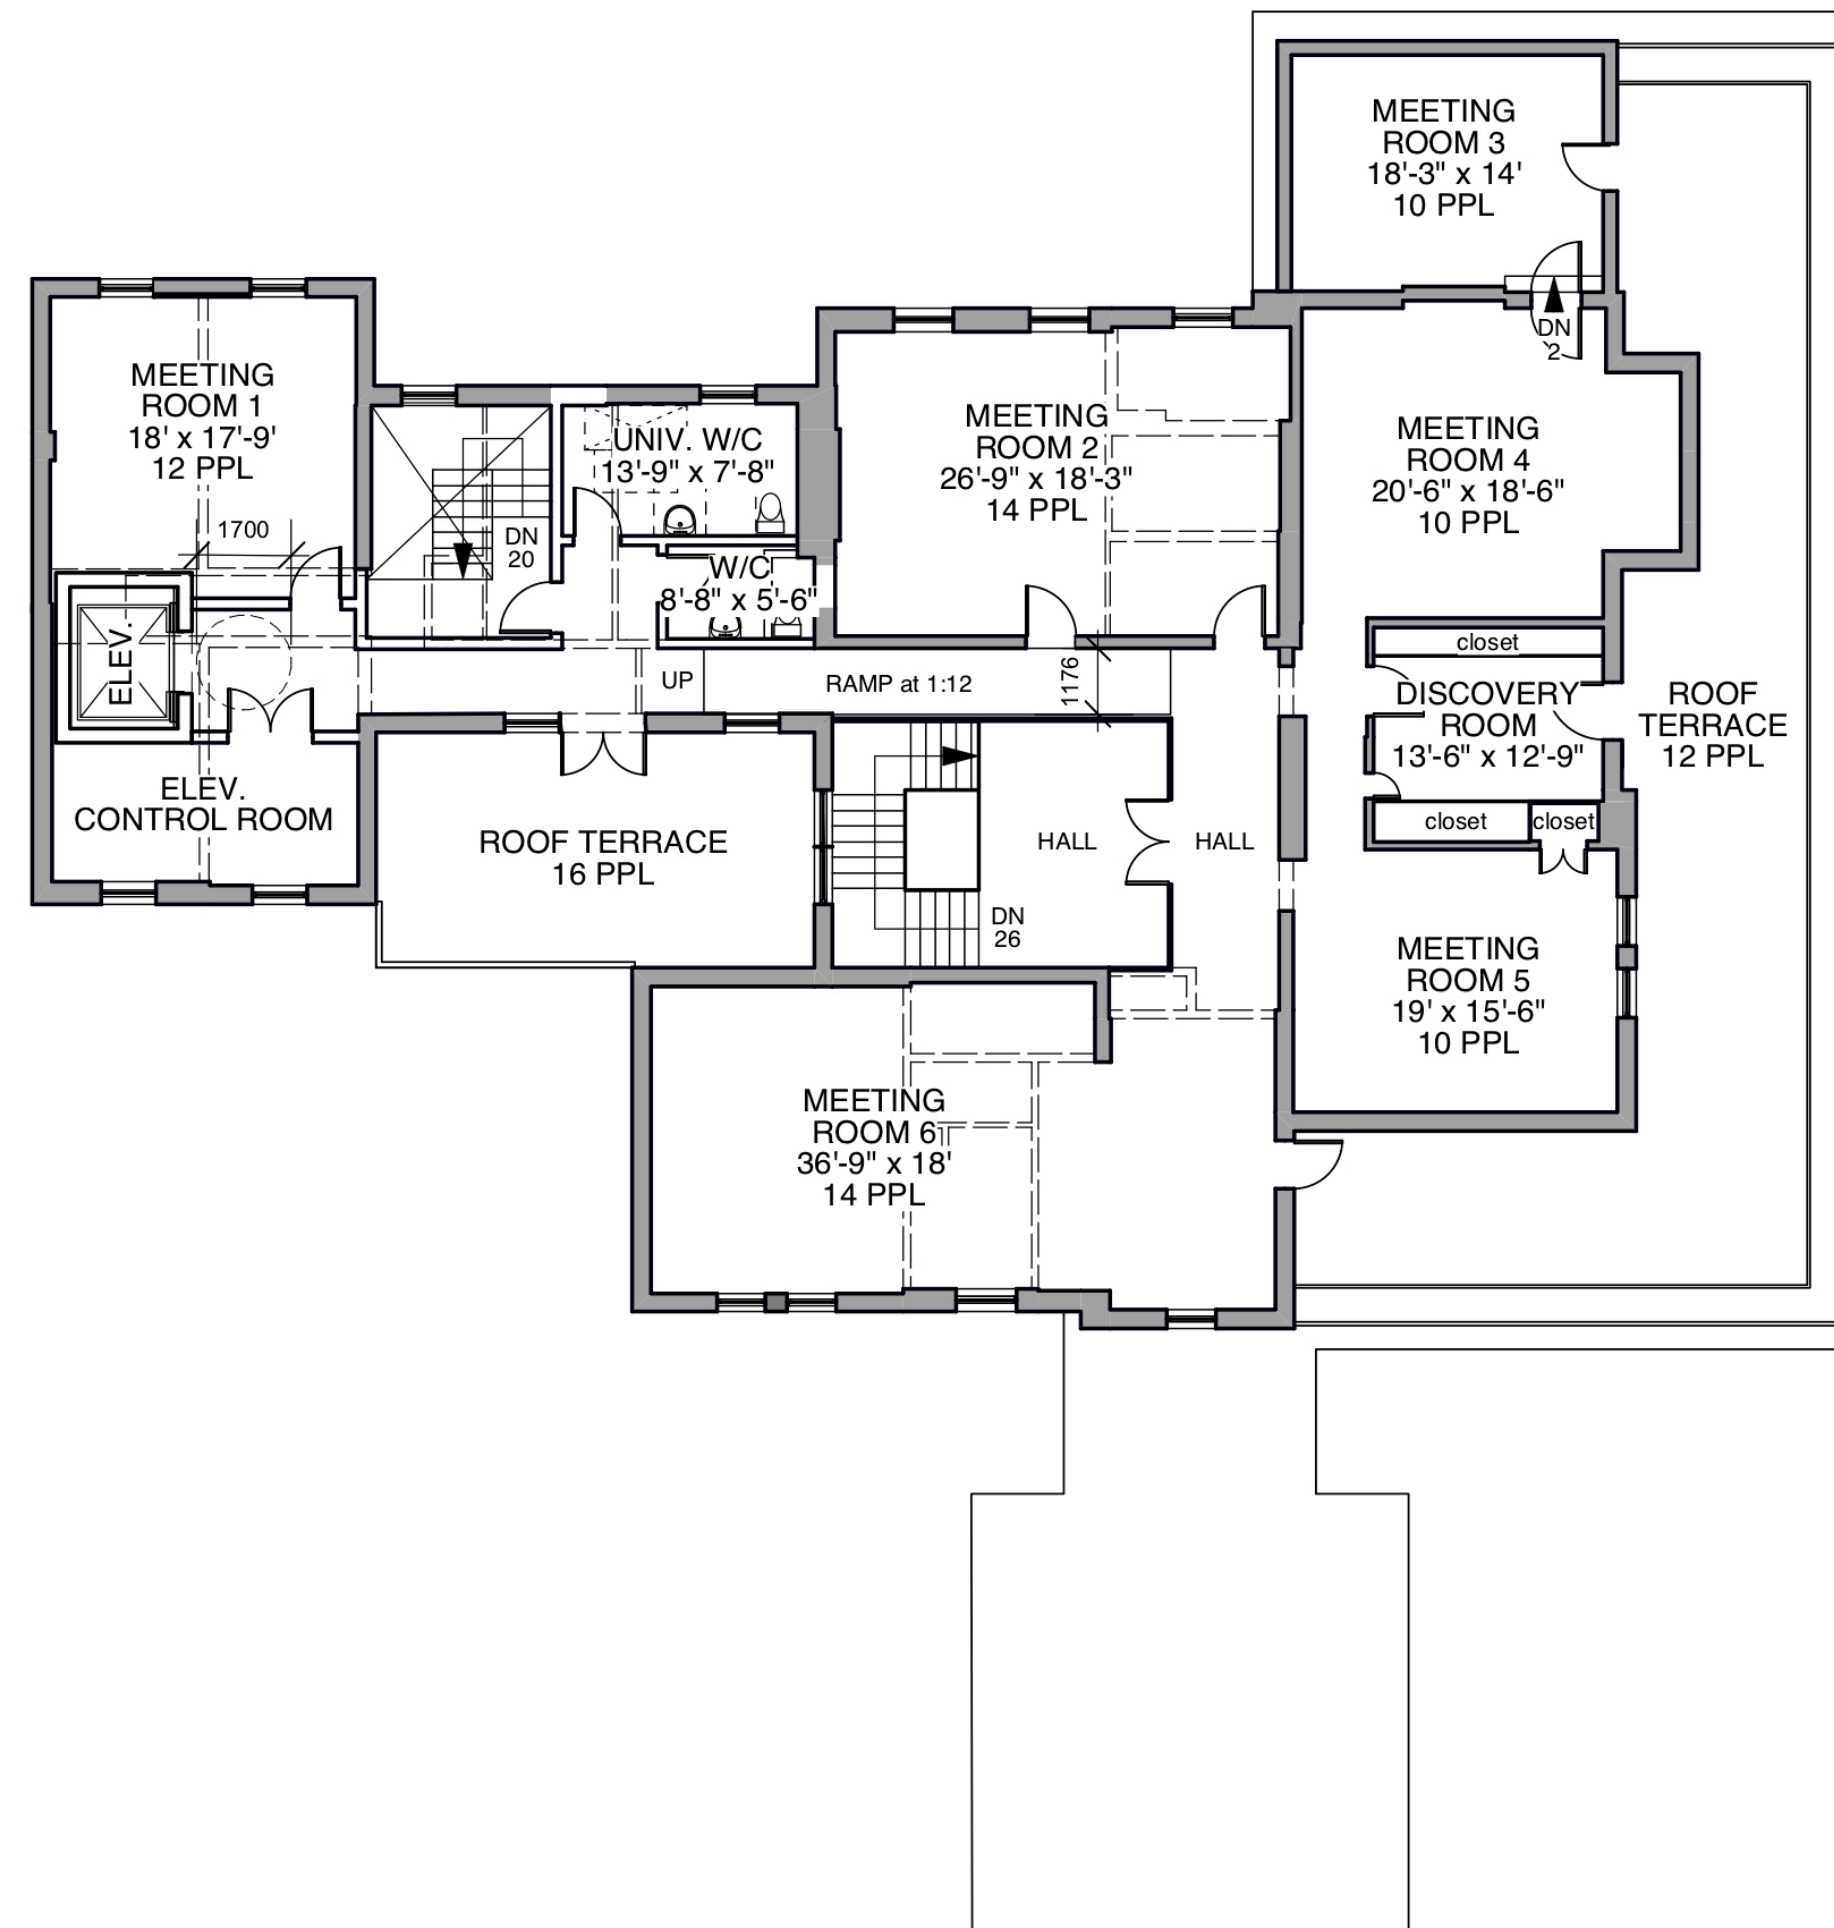 MEETING
ROOM 3
18'-3" x 14'
10 PPL
DN
2
MEETING
ROOM 1
18' x 17'-9'
12 PPL
1700
UNIV. W/C
13'-9" x 7'-8"
DN
20
W/C
8'-8" x 5'-6"
MEETING
ROOM 2
26'-9" x 18'-3"
14 PPL
MEETING
ROOM 4
20'-6" x 18'-6"
10 PPL
ELEV.
UP
RAMP at 1:12
1176
closet
DISCOVERY
ROOM
13'-6" x 12'-9"
ROOF
TERRACE
12 PPL
ELEV.
CONTROL ROOM
ROOF TERRACE
16 PPL
HALL
HALL
closet
closet
DN
26
MEETING
ROOM 5
19' x 15'-6"
10 PPL
MEETING
ROOM 6
36'-9" x 18'
14 PPL